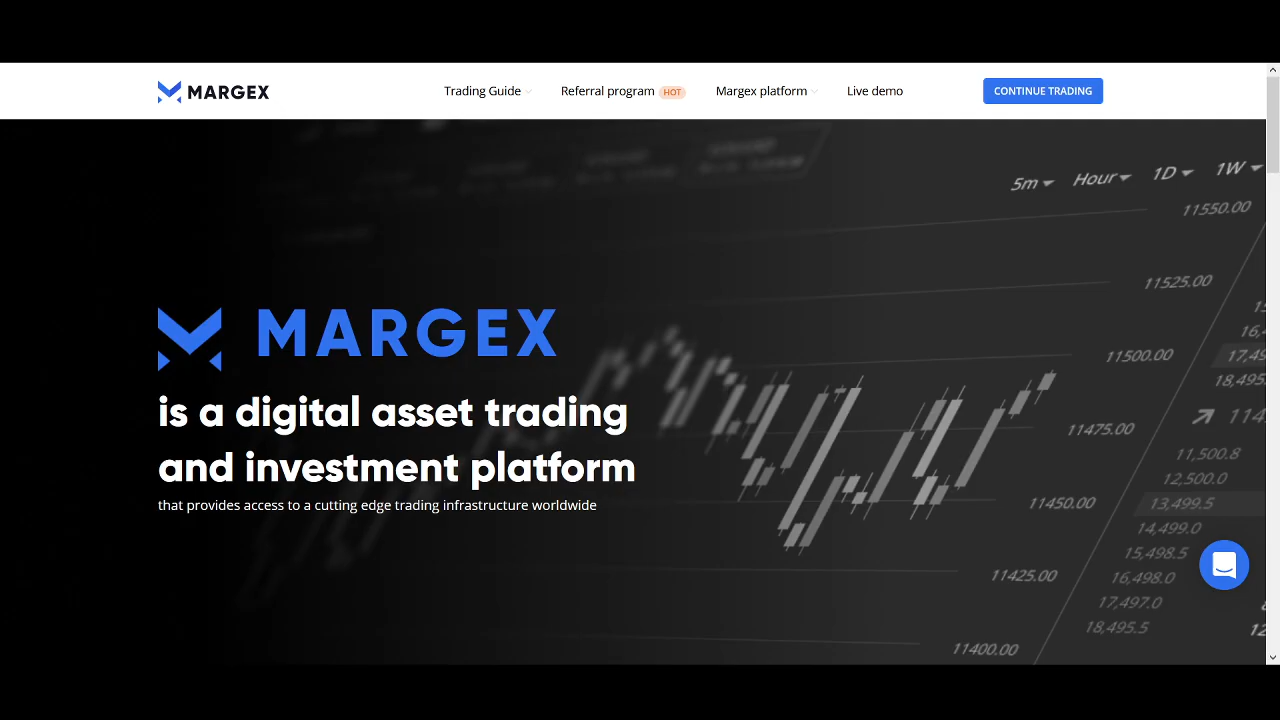 MARGEX
Trading Guide
Referral program HOT
Margex platform
Live demo
CONTINUE TRADING
5m Hour 1D 1W
11550.00
11525.00
11500.00
11475.00
11450.00
11425.00
11400.00
18,495
11,500.8
12,500.0
13,499.5
14,499.0
15,498.5
16,498.0
17,497.0
18,495.5
MARGEX
is a digital asset trading
and investment platform
that provides access to a cutting edge trading infrastructure worldwide